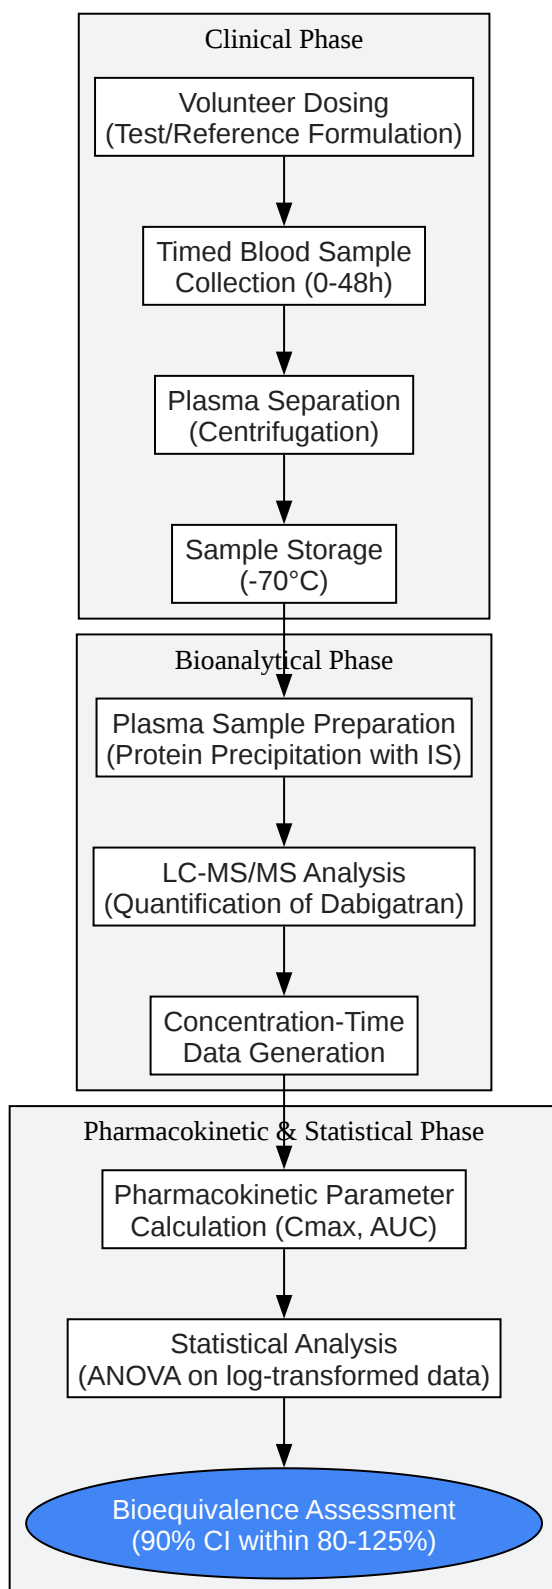 Clinical Phase
Volunteer Dosing
(Test/Reference Formulation)
Timed Blood Sample
Collection (0-48h)
Plasma Separation
(Centrifugation)
Sample Storage
(-70°C)
Bioanalytical Phase
Plasma Sample Preparation
(Protein Precipitation with IS)
LC-MS/MS Analysis
(Quantification of Dabigatran)
Concentration-Time
Data Generation
Pharmacokinetic & Statistical Phase
Pharmacokinetic Parameter
Calculation (Cmax, AUC)
Statistical Analysis
(ANOVA on log-transformed data)
Bioequivalence Assessment
(90% CI within 80-125%)